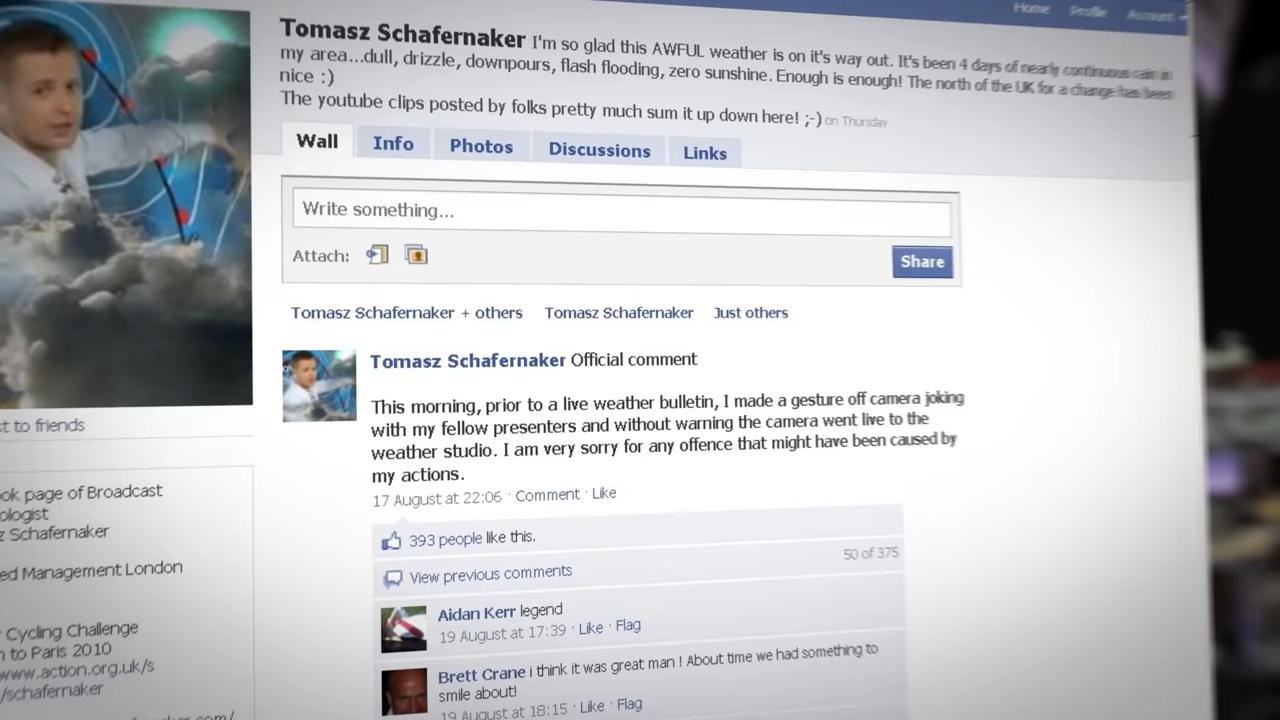 Home Profile Account
Tomasz Schafernaker I'm so glad this AWFUL weather is on it's way out. It's been 4 days of nearly continuous rain in
my area...dull, drizzle, downpours, flash flooding, zero sunshine. Enough is enough! The north of the UK for a change has been
nice :)
The youtube clips posted by folks pretty much sum it up down here! ;-) on Thursday
Wall Info Photos Discussions Links
Write something...
Attach:
Share
Tomasz Schafernaker + others Tomasz Schafernaker Just others
Tomasz Schafernaker Official comment
This morning, prior to a live weather bulletin, I made a gesture off camera joking
with my fellow presenters and without warning the camera went live to the
weather studio. I am very sorry for any offence that might have been caused by
my actions.
17 August at 22:06 · Comment · Like
393 people like this.
View previous comments 50 of 375
Aidan Kerr legend
19 August at 17:39 · Like · Flag
Brett Crane i think it was great man ! About time we had something to
smile about!
19 August at 18:15 · Like · Flag
st to friends
ok page of Broadcast
ologist
z Schafernaker
ed Management London
Cycling Challenge
n to Paris 2010
www.action.org.uk/s
/schafernaker